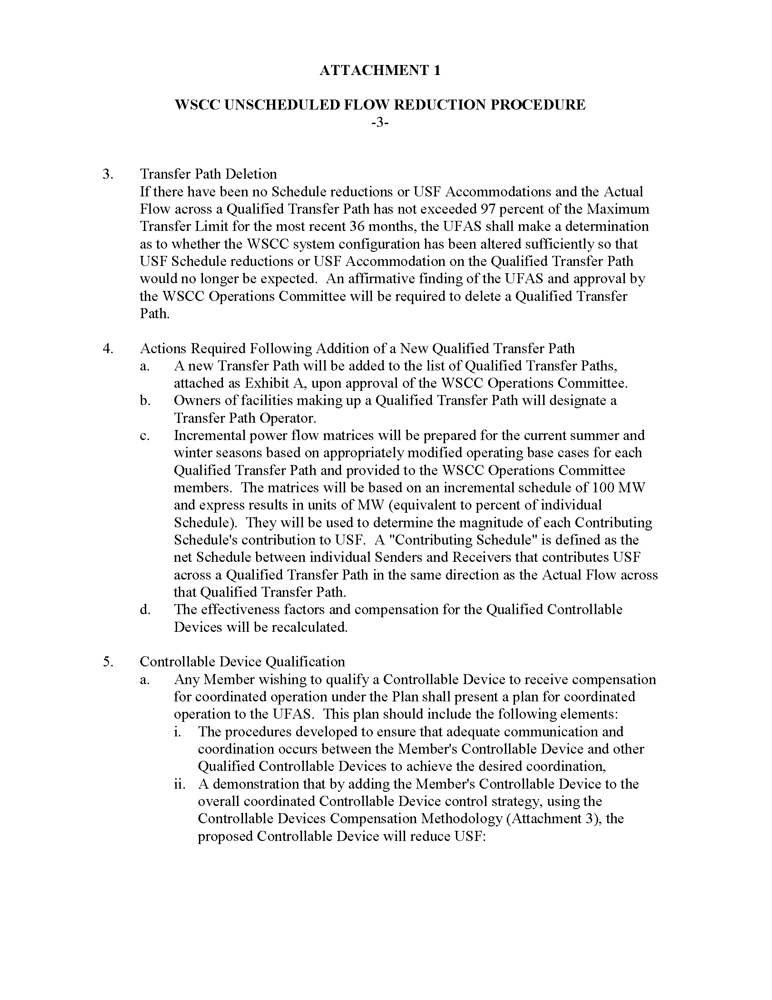 ATTACHMENT 1
WSCC UNSCHEDULED FLOW REDUCTION PROCEDURE
-3-
3. Transfer Path Deletion
If there have been no Schedule reductions or USF Accommodations and the Actual
Flow across a Qualified Transfer Path has not exceeded 97 percent of the Maximum
Transfer Limit for the most recent 36 months, the UFAS shall make a determination
as to whether the WSCC system configuration has been altered sufficiently so that
USF Schedule reductions or USF Accommodation on the Qualified Transfer Path
would no longer be expected.  An affirmative finding of the UFAS and approval by
the WSCC Operations Committee will be required to delete a Qualified Transfer
Path.
4. Actions Required Following Addition of a New Qualified Transfer Path
a. A new Transfer Path will be added to the list of Qualified Transfer Paths,
attached as Exhibit A, upon approval of the WSCC Operations Committee.
b. Owners of facilities making up a Qualified Transfer Path will designate a
Transfer Path Operator.
c. Incremental power flow matrices will be prepared for the current summer and
winter seasons based on appropriately modified operating base cases for each
Qualified Transfer Path and provided to the WSCC Operations Committee
members.  The matrices will be based on an incremental schedule of 100 MW
and express results in units of MW (equivalent to percent of individual
Schedule).  They will be used to determine the magnitude of each Contributing
Schedule's contribution to USF.  A "Contributing Schedule" is defined as the
net Schedule between individual Senders and Receivers that contributes USF
across a Qualified Transfer Path in the same direction as the Actual Flow across
that Qualified Transfer Path.
d. The effectiveness factors and compensation for the Qualified Controllable
Devices will be recalculated.
5. Controllable Device Qualification
a. Any Member wishing to qualify a Controllable Device to receive compensation
for coordinated operation under the Plan shall present a plan for coordinated
operation to the UFAS.  This plan should include the following elements:
i. The procedures developed to ensure that adequate communication and
coordination occurs between the Member's Controllable Device and other
Qualified Controllable Devices to achieve the desired coordination,
ii. A demonstration that by adding the Member's Controllable Device to the
overall coordinated Controllable Device control strategy, using the
Controllable Devices Compensation Methodology (Attachment 3), the
proposed Controllable Device will reduce USF: